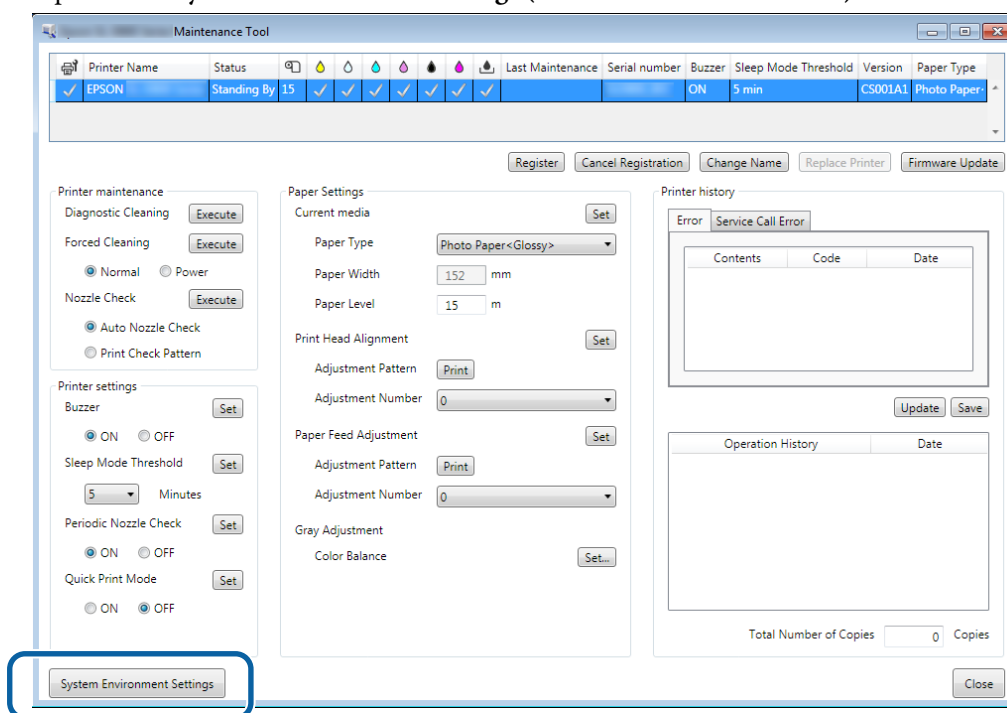 Maintenance Tool
Printer Name Status Last Maintenance Serial number Buzzer Sleep Mode Threshold Version Paper Type
EPSON Standing By 15 ON 5 min CS001A1 Photo Paper
Register Cancel Registration Change Name Replace Printer Firmware Update
Printer maintenance
Diagnostic Cleaning Execute
Forced Cleaning Execute
Normal Power
Nozzle Check Execute
Auto Nozzle Check
Print Check Pattern
Printer settings
Buzzer Set
ON OFF
Sleep Mode Threshold Set
5 Minutes
Periodic Nozzle Check Set
ON OFF
Quick Print Mode Set
ON OFF
Paper Settings
Current media Set
Paper Type Photo Paper<Glossy>
Paper Width 152 mm
Paper Level 15 m
Print Head Alignment Set
Adjustment Pattern Print
Adjustment Number 0
Paper Feed Adjustment Set
Adjustment Pattern Print
Adjustment Number 0
Gray Adjustment
Color Balance Set...
Printer history
Error Service Call Error
Contents Code Date
Update Save
Operation History Date
Total Number of Copies 0 Copies
System Environment Settings Close